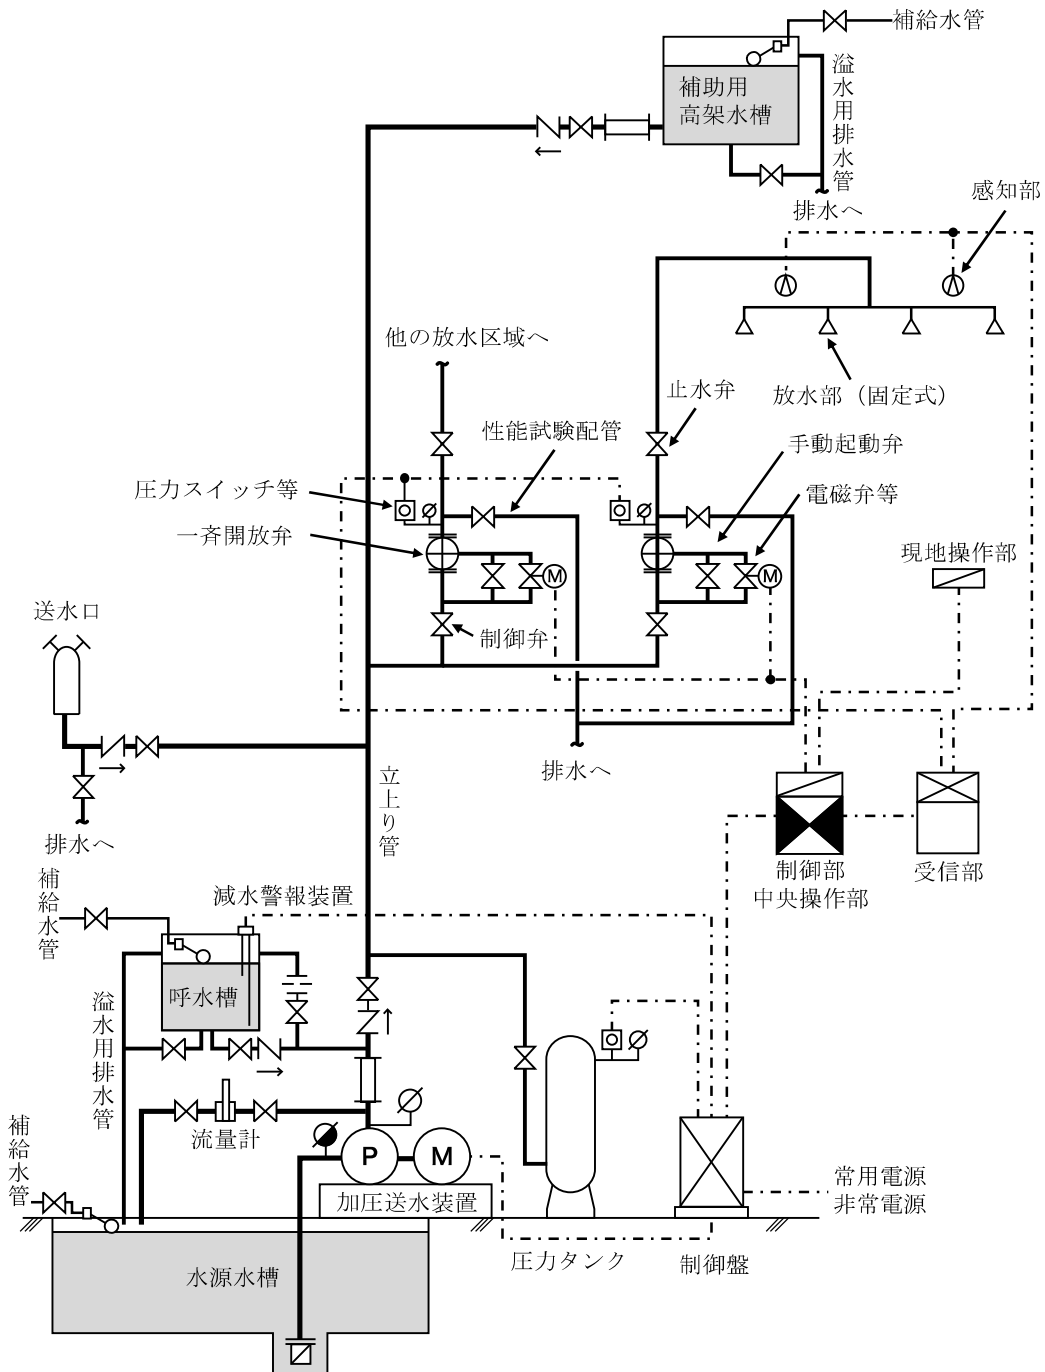 補給水管
溢水用排水管
補助用
高架水槽
排水へ
感知部
他の放水区域へ
放水部（固定式）
止水弁
性能試験配管
手動起動弁
圧力スイッチ等
電磁弁等
一斉開放弁
現地操作部
M
M
送水口
制御弁
排水へ
立上り管
排水へ
制御部
中央操作部
受信部
補給水管
減水警報装置
呼水槽
溢水用排水管
流量計
補給水管
P
M
加圧送水装置
常用電源
非常電源
圧力タンク
制御盤
水源水槽